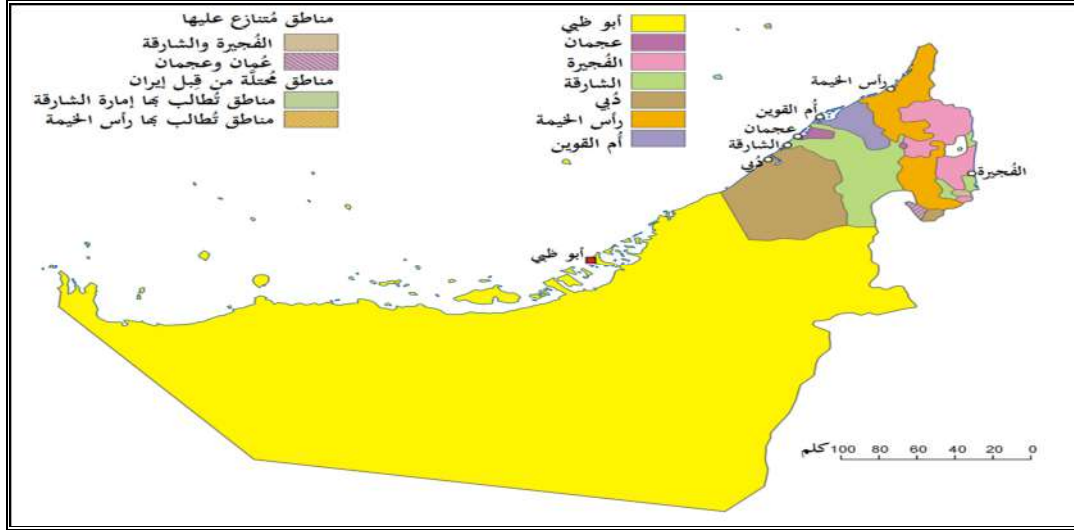 مناطق مُتنازع عليها
الفُجيرة والشارقة
عُمان وعجمان
مناطق مُحتلّة من قِبل إيران
مناطق تُطالب بها إمارة الشارقة
مناطق تُطالب بها رأس الخيمة
أبو ظبي
عجمان
الفُجيرة
الشارقة
دُبي
رأس الخيمة
أم القوين
رأس الخيمة
أُم القوين
عجمان
الشارقة
دُبي
الفُجيرة
أبو ظبي
كلم 100 80 60 40 20 0